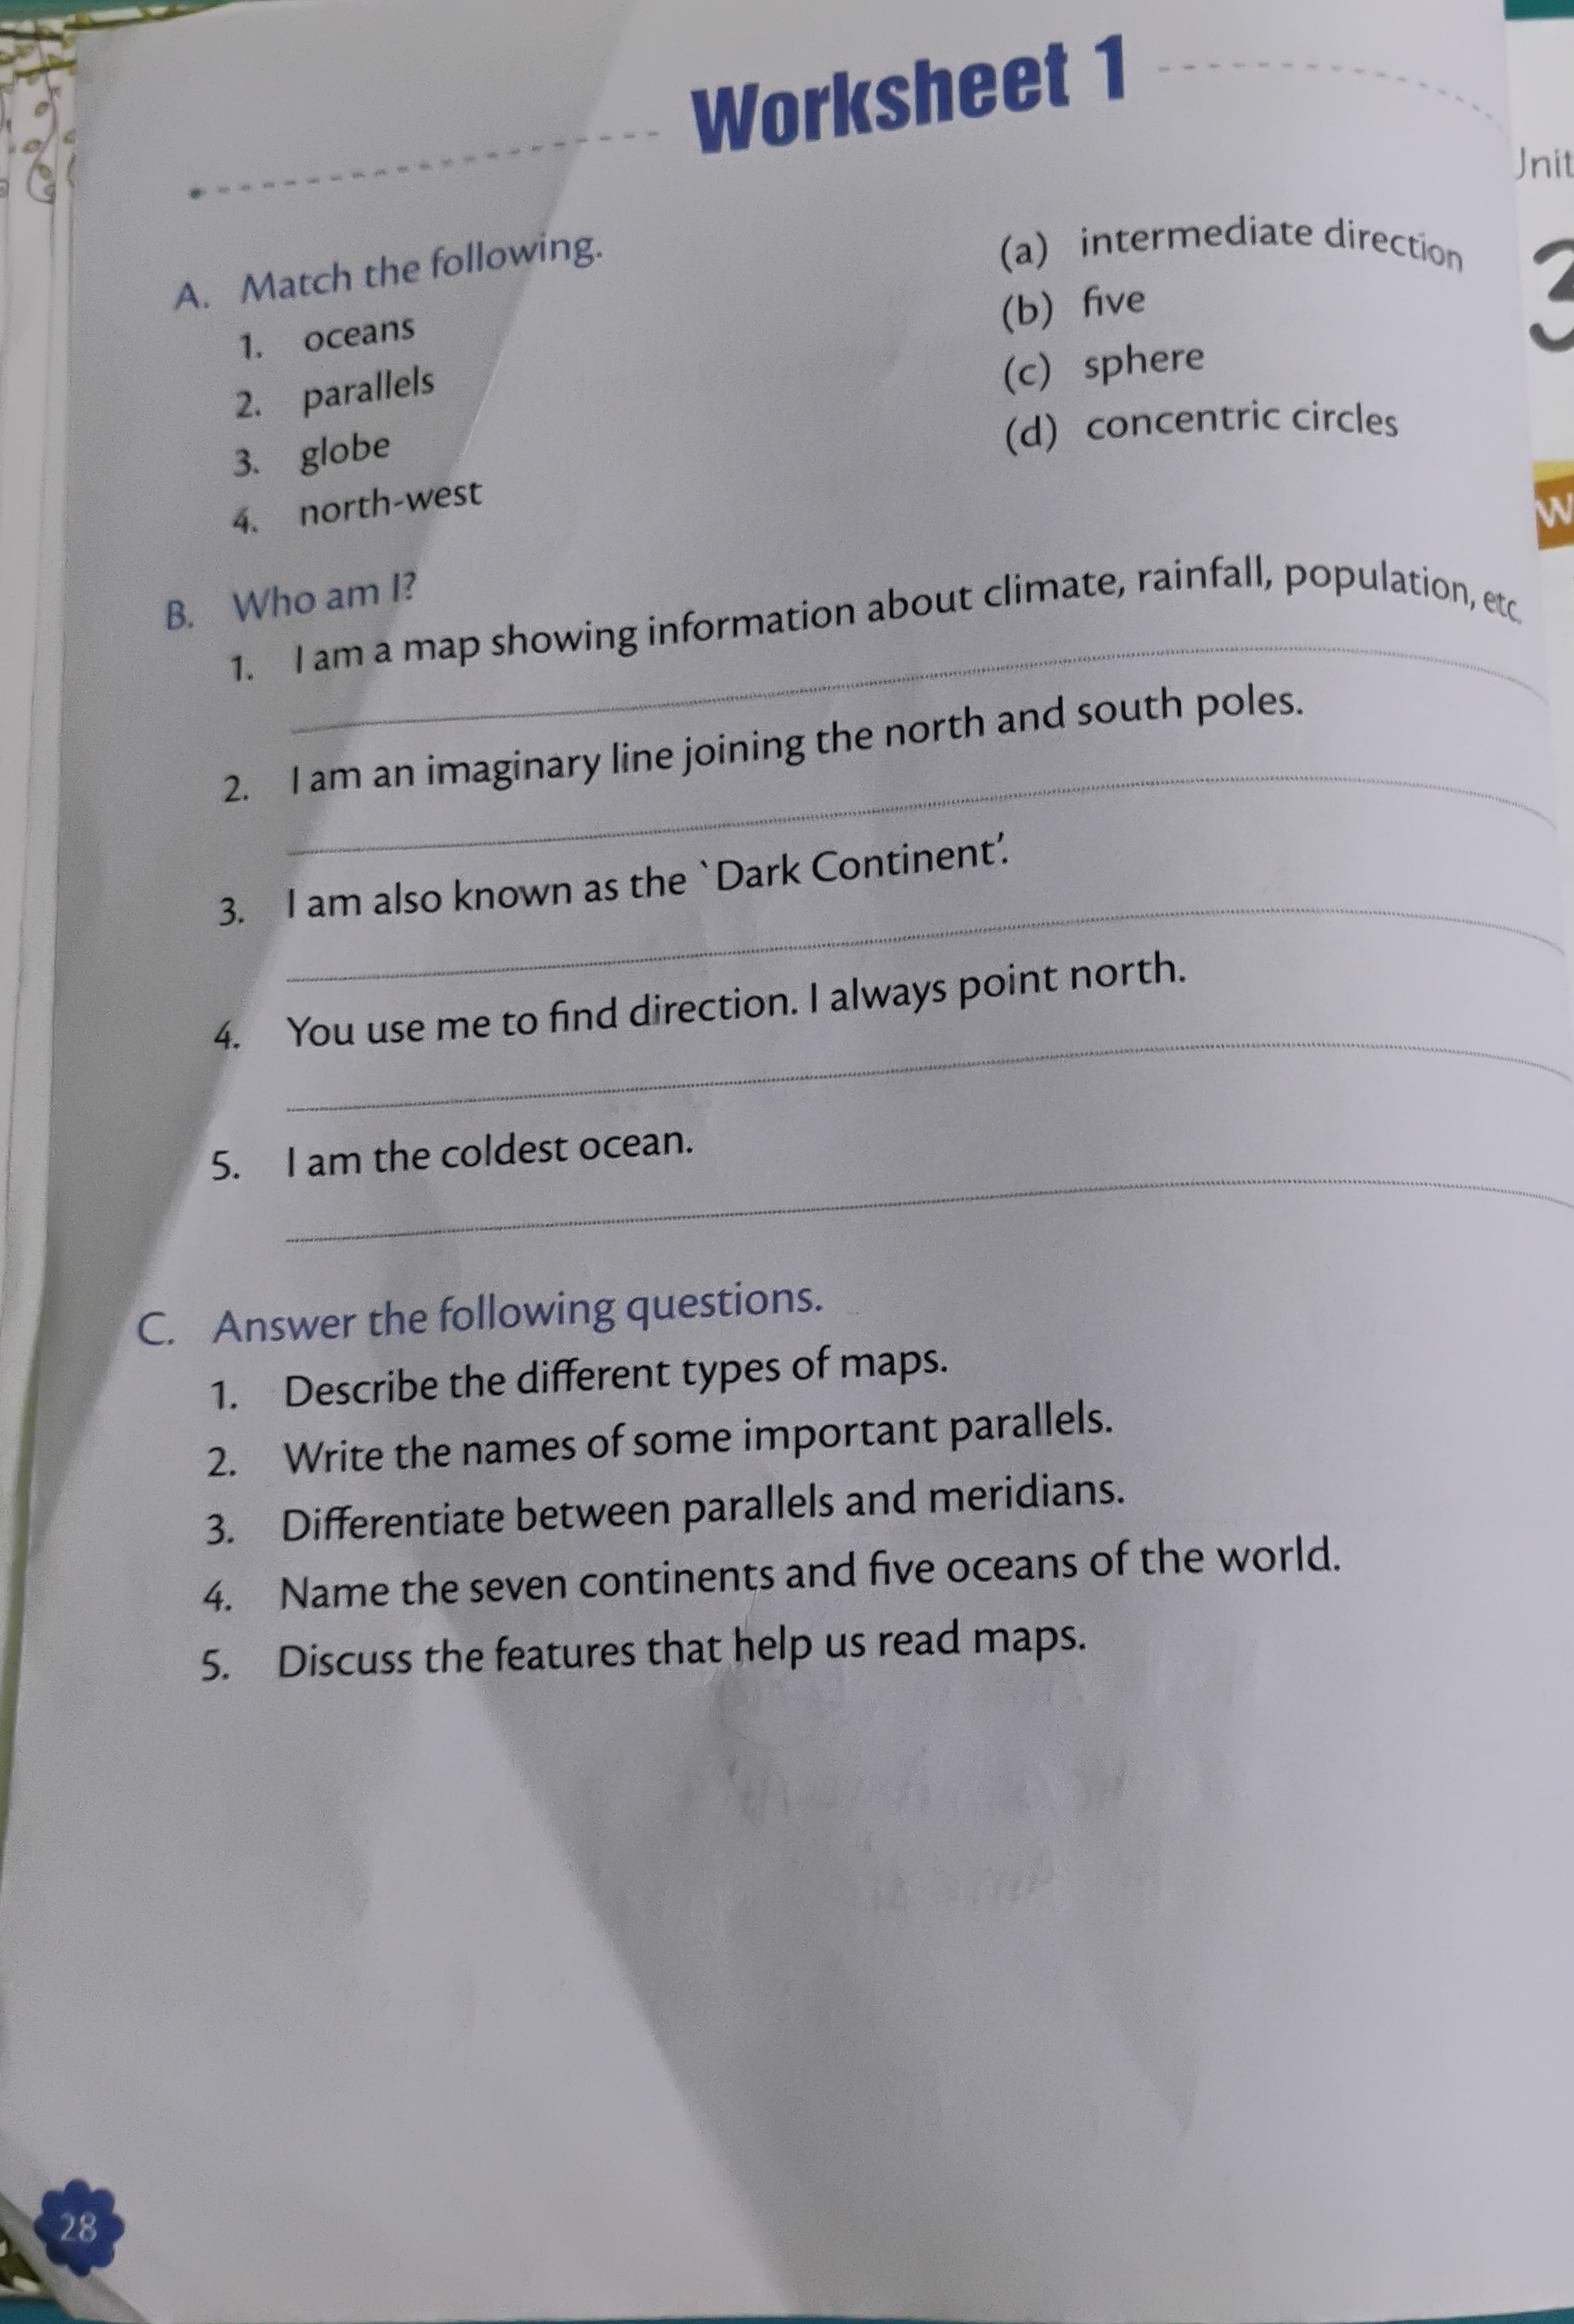 Worksheet 1
A. Match the following.
1. oceans (a) intermediate direction
2. parallels (b) five
3. globe (c) sphere
4. north-west (d) concentric circles
B. Who am I?
1. I am a map showing information about climate, rainfall, population, etc.
2. I am an imaginary line joining the north and south poles.
3. I am also known as the `Dark Continent'.
4. You use me to find direction. I always point north.
5. I am the coldest ocean.
C. Answer the following questions.
1. Describe the different types of maps.
2. Write the names of some important parallels.
3. Differentiate between parallels and meridians.
4. Name the seven continents and five oceans of the world.
5. Discuss the features that help us read maps.
28
Unit
3
W